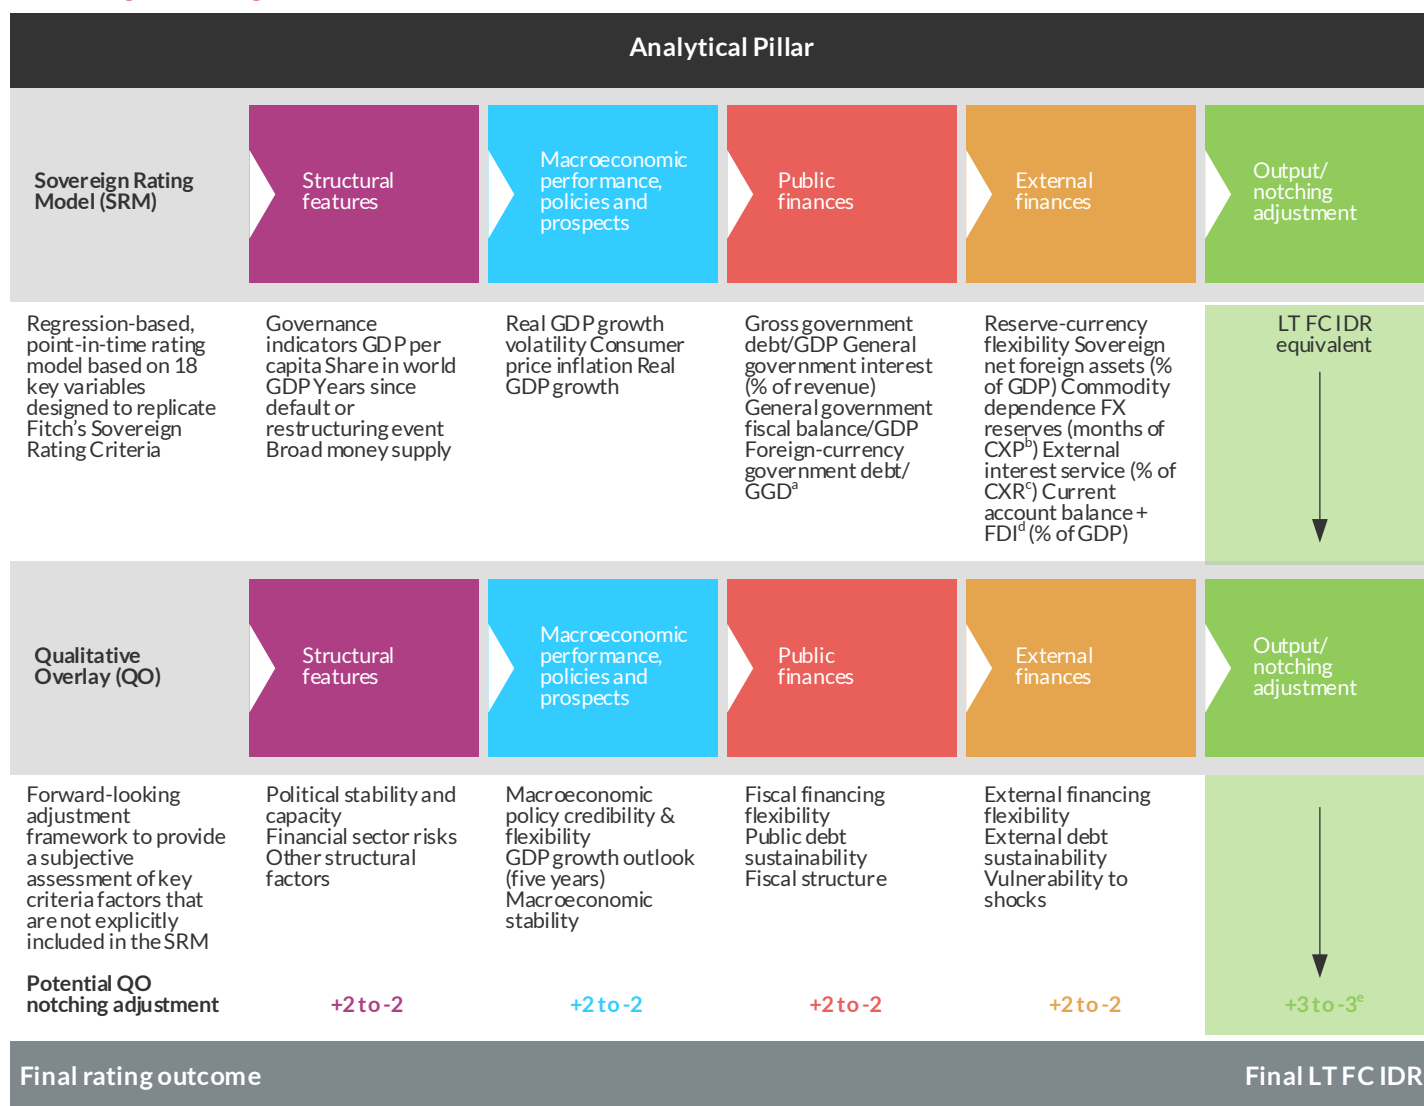 Analytical Pillar
Sovereign Rating
Model (SRM)
Structural
features
Macroeconomic
performance,
policies and
prospects
Public
finances
External
finances
Output/
notching
adjustment
Regression-based,
point-in-time rating
model based on 18
key variables
designed to replicate
Fitch's Sovereign
Rating Criteria
Governance
indicators GDP per
capita Share in world
GDP Years since
default or
restructuring event
Broad money supply
Real GDP growth
volatility Consumer
price inflation Real
GDP growth
Gross government
debt/GDP General
government interest
(% of revenue)
General government
fiscal balance/GDP
Foreign-currency
government debt/
GGDᵃ
Reserve-currency
flexibility Sovereign
net foreign assets (%
of GDP) Commodity
dependence FX
reserves (months of
CXPᵇ) External
interest service (% of
CXRᶜ) Current
account balance +
FDIᵈ (% of GDP)
LT FC IDR
equivalent
Qualitative
Overlay (QO)
Structural
features
Macroeconomic
performance,
policies and
prospects
Public
finances
External
finances
Output/
notching
adjustment
Forward-looking
adjustment
framework to provide
a subjective
assessment of key
criteria factors that
are not explicitly
included in the SRM
Political stability and
capacity
Financial sector risks
Other structural
factors
Macroeconomic
policy credibility &
flexibility
GDP growth outlook
(five years)
Macroeconomic
stability
Fiscal financing
flexibility
Public debt
sustainability
Fiscal structure
External financing
flexibility
External debt
sustainability
Vulnerability to
shocks
Potential QO
notching adjustment
+2 to -2
+2 to -2
+2 to -2
+2 to -2
+3 to -3ᵉ
Final rating outcome
Final LT FC IDR